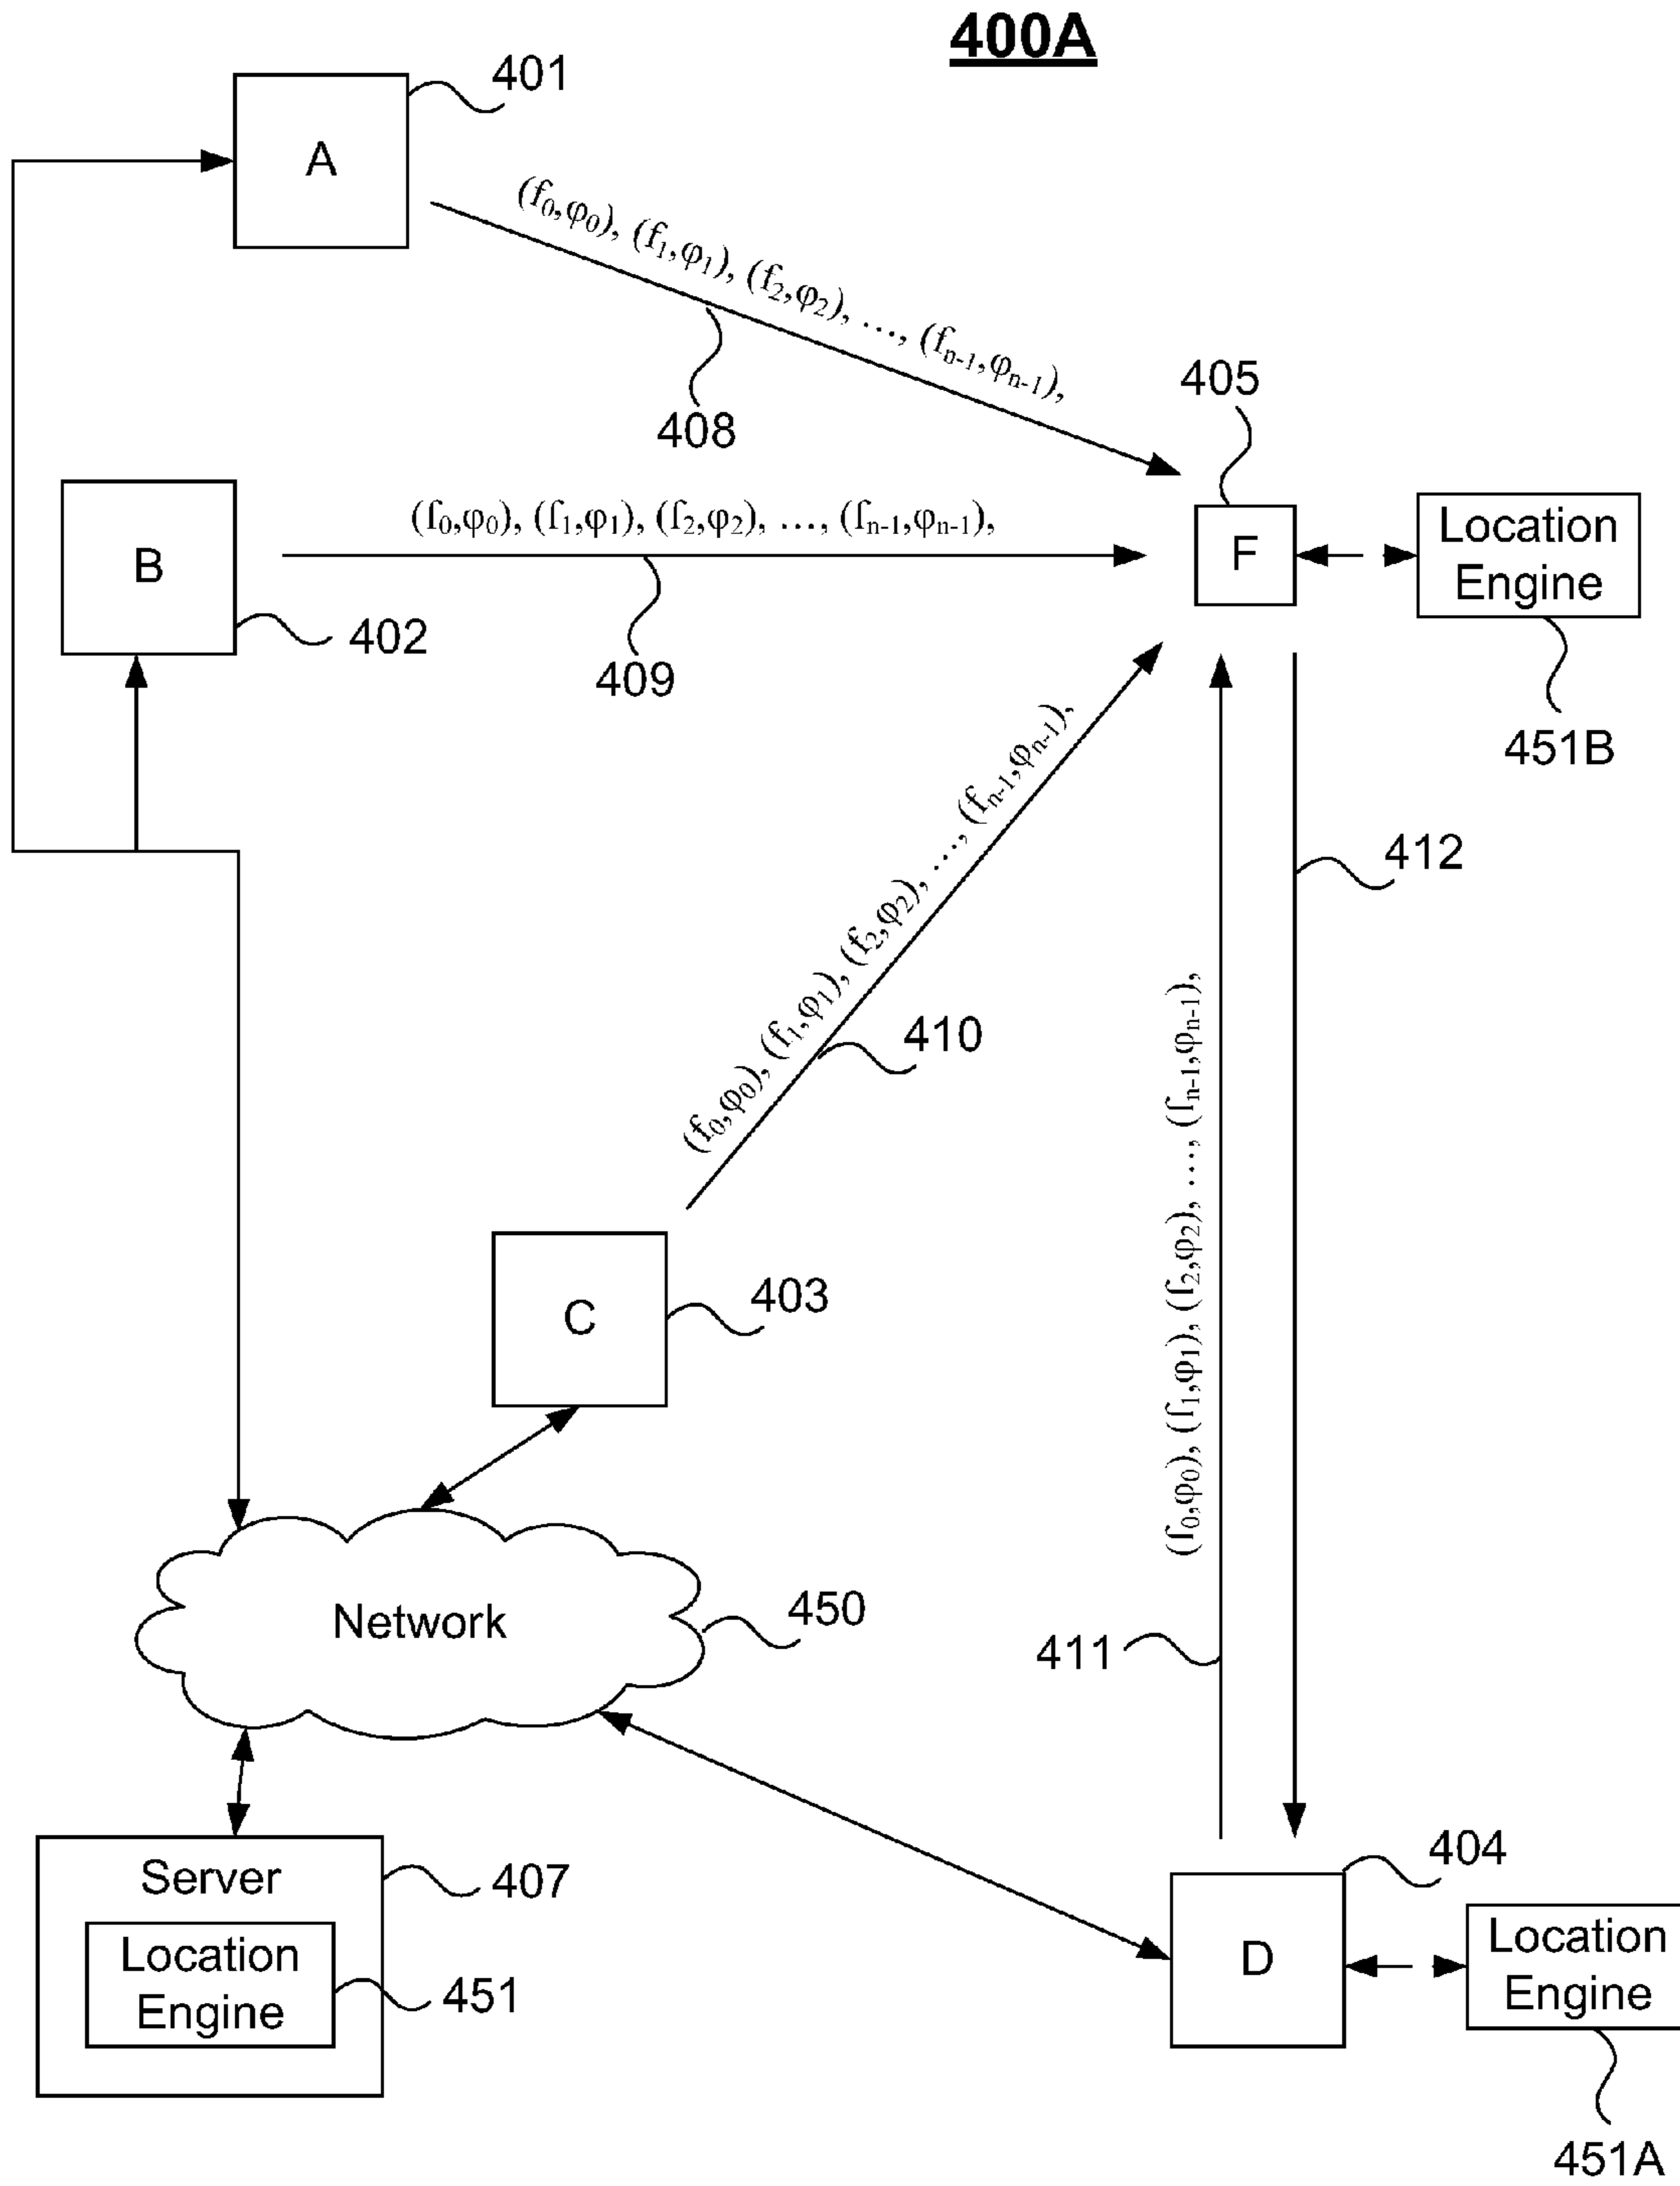 400A
401
A
(f0,φ0), (f1,φ1), (f2,φ2), ..., (fn-1,φn-1),
408
405
B
(f0,φ0), (f1,φ1), (f2,φ2), ..., (fn-1,φn-1),
F
Location
Engine
402
409
451B
412
(f0,φ0), (f1,φ1), (f2,φ2), ..., (fn-1,φn-1),
410
(f0,φ0), (f1,φ1), (f2,φ2), ..., (fn-1,φn-1),
C
403
Network
450
411
Server
407
404
Location
Engine
451
D
Location
Engine
451A